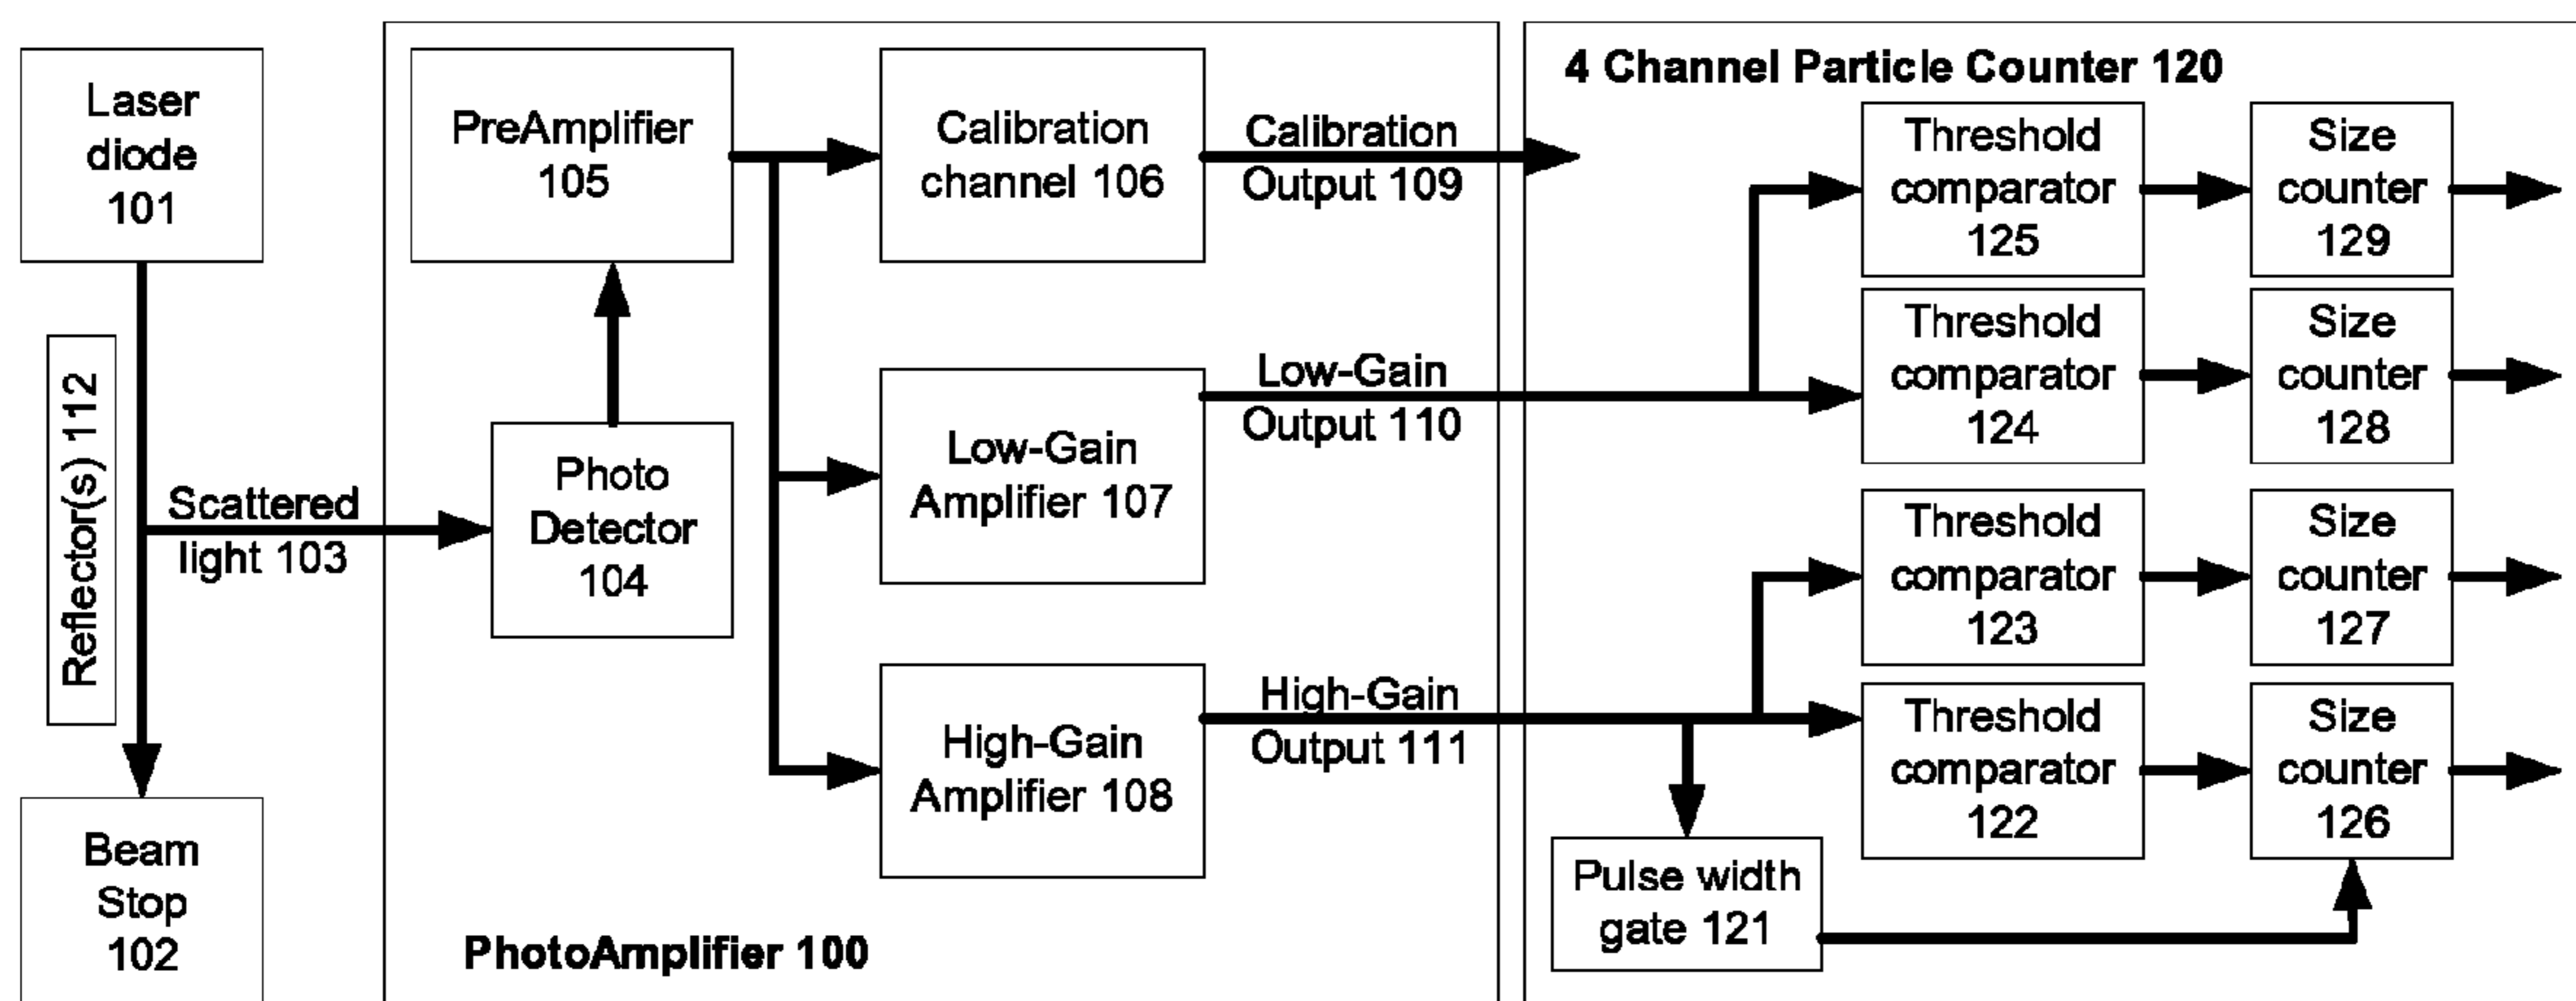 Laser
diode
101
Reflector(s) 112
Scattered
light 103
Beam
Stop
102
PreAmplifier
105
Photo
Detector
104
Calibration
channel 106
Low-Gain
Amplifier 107
High-Gain
Amplifier 108
PhotoAmplifier 100
Calibration
Output 109
Low-Gain
Output 110
High-Gain
Output 111
4 Channel Particle Counter 120
Threshold
comparator
125
Size
counter
129
Threshold
comparator
124
Size
counter
128
Threshold
comparator
123
Size
counter
127
Threshold
comparator
122
Size
counter
126
Pulse width
gate 121